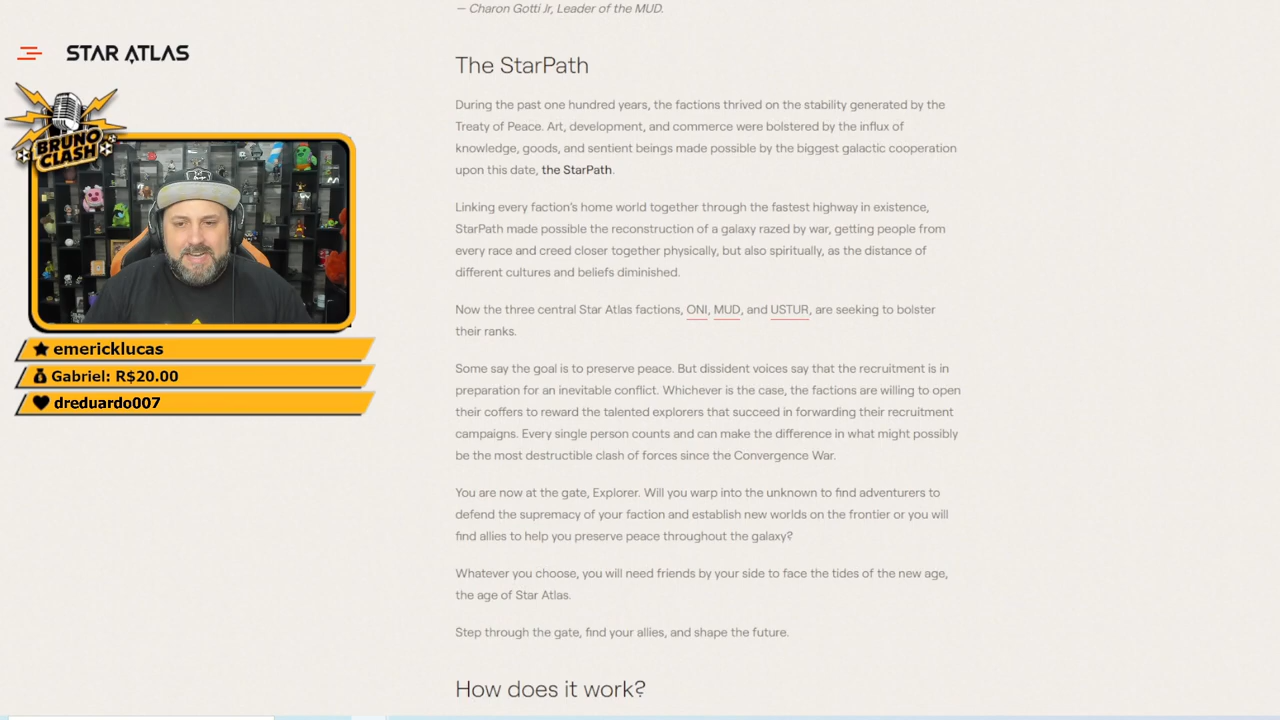 — Charon Gotti Jr, Leader of the MUD.
STAR ATLAS
BRUNO
CLASH
emericklucas
Gabriel: R$20.00
dreduardo007
The StarPath
During the past one hundred years, the factions thrived on the stability generated by the
Treaty of Peace. Art, development, and commerce were bolstered by the influx of
knowledge, goods, and sentient beings made possible by the biggest galactic cooperation
upon this date, the StarPath.
Linking every faction's home world together through the fastest highway in existence,
StarPath made possible the reconstruction of a galaxy razed by war, getting people from
every race and creed closer together physically, but also spiritually, as the distance of
different cultures and beliefs diminished.
Now the three central Star Atlas factions, ONI, MUD, and USTUR, are seeking to bolster
their ranks.
Some say the goal is to preserve peace. But dissident voices say that the recruitment is in
preparation for an inevitable conflict. Whichever is the case, the factions are willing to open
their coffers to reward the talented explorers that succeed in forwarding their recruitment
campaigns. Every single person counts and can make the difference in what might possibly
be the most destructible clash of forces since the Convergence War.
You are now at the gate, Explorer. Will you warp into the unknown to find adventurers to
defend the supremacy of your faction and establish new worlds on the frontier or you will
find allies to help you preserve peace throughout the galaxy?
Whatever you choose, you will need friends by your side to face the tides of the new age,
the age of Star Atlas.
Step through the gate, find your allies, and shape the future.
How does it work?